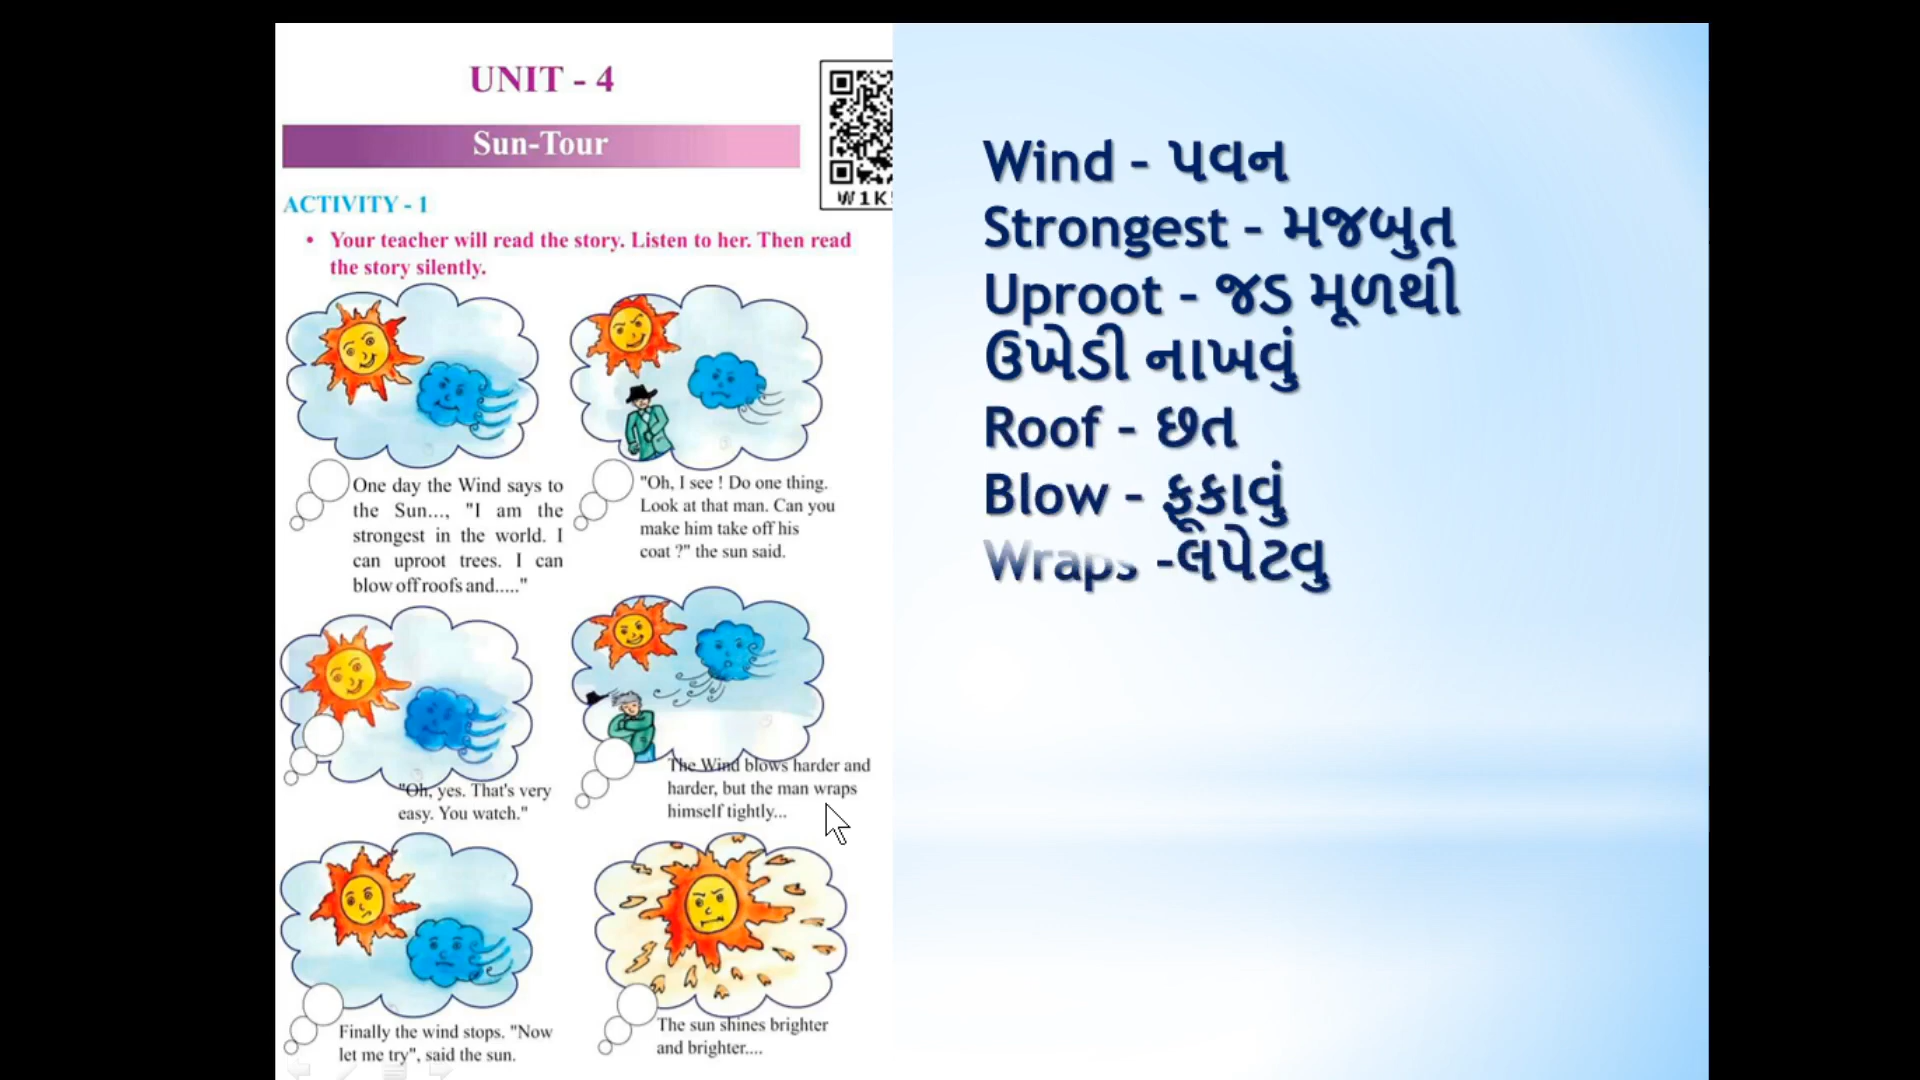 UNIT - 4
Sun-Tour
ACTIVITY - 1
• Your teacher will read the story. Listen to her. Then read
the story silently.
One day the Wind says to
the Sun..., "I am the
strongest in the world. I
can uproot trees. I can
blow off roofs and....."
"Oh, I see ! Do one thing.
Look at that man. Can you
make him take off his
coat ?" the sun said.
"Oh, yes. That's very
easy. You watch."
The Wind blows harder and
harder, but the man wraps
himself tightly...
Finally the wind stops. "Now
let me try", said the sun.
The sun shines brighter
and brighter....
Wind - પવન
Strongest - મજબુત
Uproot - જડ મૂળથી
ઉખેડી નાખવું
Roof - છત
Blow - ફૂકાવું
Wraps -લપેટવુ